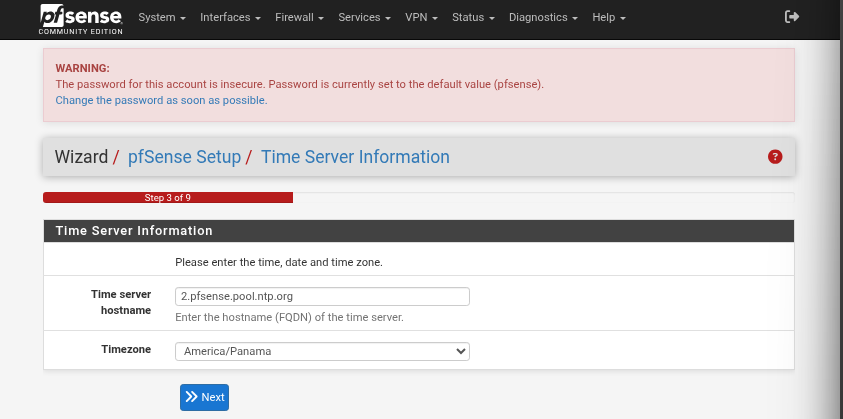 pfsense
COMMUNITY EDITION
System Interfaces Firewall Services VPN Status Diagnostics Help
WARNING:
The password for this account is insecure. Password is currently set to the default value (pfsense).
Change the password as soon as possible.
Wizard / pfSense Setup / Time Server Information
?
Step 3 of 9
Time Server Information
Please enter the time, date and time zone.
Time server
hostname
2.pfsense.pool.ntp.org
Enter the hostname (FQDN) of the time server.
Timezone
America/Panama
Next